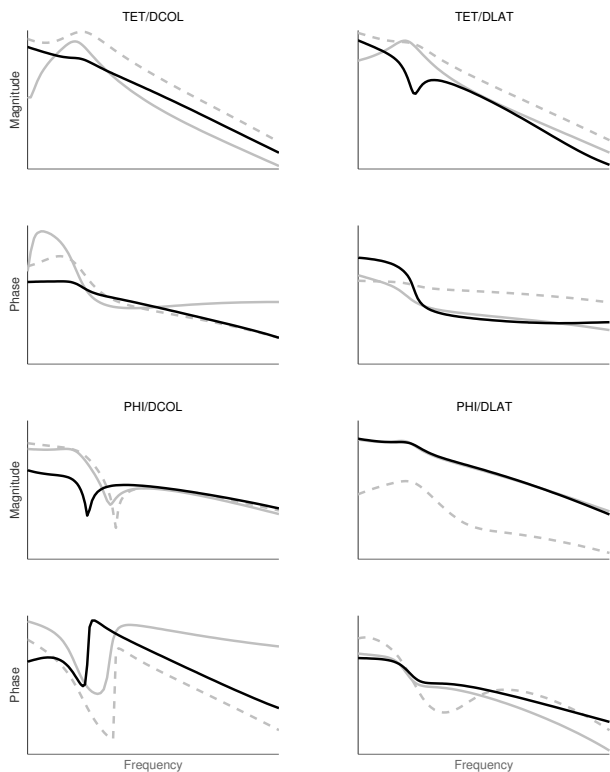 TET/DCOL
TET/DLAT
Magnitude
Phase
PHI/DCOL
PHI/DLAT
Magnitude
Phase
Frequency
Frequency